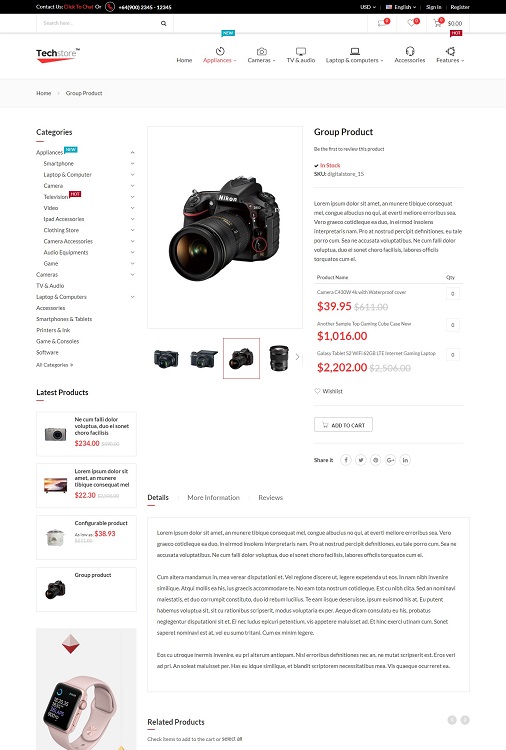 Contact Us: Click To Chat Or +64(900) 2345 - 12345
USD English Sign In Register
Search here ...
0 0 0 $0.00
Techstore™
NEW HOT
Home Appliances Cameras TV & audio Laptop & computers Accessories Features
Home Group Product
Categories
Appliances NEW
Smartphone
Laptop & Computer
Camera
Television HOT
Video
Ipad Accessories
Clothing Store
Camera Accessories
Audio Equipments
Game
Cameras
TV & Audio
Laptop & Computers
Accessories
Smartphones & Tablets
Printers & Ink
Game & Consoles
Software
All Categories
Latest Products
Ne cum falli dolor
voluptua, duo ei sonet
choro facilisis
$234.00
Lorem ipsum dolor sit
amet, an munere
tibique consequat mel
$22.30
Configurable product
As low as: $38.93
Group product
Nikon
Group Product
Be the first to review this product
In Stock
SKU: digitalstore_15
Lorem ipsum dolor sit amet, an munere tibique consequat
mel, congue albucius no qui, at everti meliore erroribus sea.
Vero graeco cotidieque ea duo, in eirmod insolens
interpretaris nam. Pro at nostrud percipit definitiones, eu tale
porro cum. Sea ne accusata voluptatibus. Ne cum falli dolor
voluptua, duo ei sonet choro facilisis, labores officiis
torquatos cum ei.
Product Name Qty
Camera C430W 4k with Waterproof cover 0
$39.95 $611.00
Another Sample Top Gaming Cube Case New 0
$1,016.00
Galaxy Tablet S2 WiFi 62GB LTE Internet Gaming Laptop 0
$2,202.00 $2,506.00
Wishlist
ADD TO CART
Share it
Details More Information Reviews
Lorem ipsum dolor sit amet, an munere tibique consequat mel, congue albucius no qui, at everti meliore erroribus sea. Vero
graeco cotidieque ea duo, in eirmod insolens interpretaris nam. Pro at nostrud percipit definitiones, eu tale porro cum. Sea ne
accusata voluptatibus. Ne cum falli dolor voluptua, duo ei sonet choro facilisis, labores officiis torquatos cum ei.
Cum altera mandamus in, mea verear disputationi et. Vel regione discere ut, legere expetenda ut eos. In nam nibh invenire
similique. Atqui mollis ea his, ius graecis accommodare te. No eam tota nostrum cotidieque. Est cu nibh clita. Sed an nominavi
maiestatis, et duo corrumpit constituto, duo id rebum lucilius. Te eam iisque deseruisse, ipsum euismod his at. Eu putent
habemus voluptua sit, sit cu rationibus scripserit, modus voluptaria ex per. Aeque dicam consulatu eu his, probatus
neglegentur disputationi sit et. Ei nec ludus epicuri petentium, vis appetere maluisset ad. Et hinc exerci utinam cum. Sonet
saperet nominavi est at, vel eu sumo tritani. Cum ex minim legere.
Eos cu utroque inermis invenire, eu pri alterum antiopam. Nisl erroribus definitiones nec an, ne mutat scripserit est. Eros veri
ad pri. An soleat maluisset per. Has eu idque similique, et blandit scriptorem necessitatibus mea. Vis quaeque ocurreret ea.
Related Products
Check items to add to the cart or select all